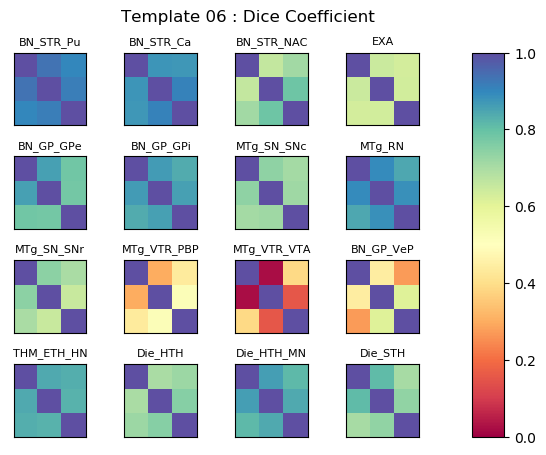 Template 06 : Dice Coefficient
BN_STR_Pu BN_STR_Ca BN_STR_NAC EXA
BN_GP_GPe BN_GP_GPi MTg_SN_SNc MTg_RN
MTg_SN_SNr MTg_VTR_PBP MTg_VTR_VTA BN_GP_VeP
THM_ETH_HN Die_HTH Die_HTH_MN Die_STH
1.0
0.8
0.6
0.4
0.2
0.0